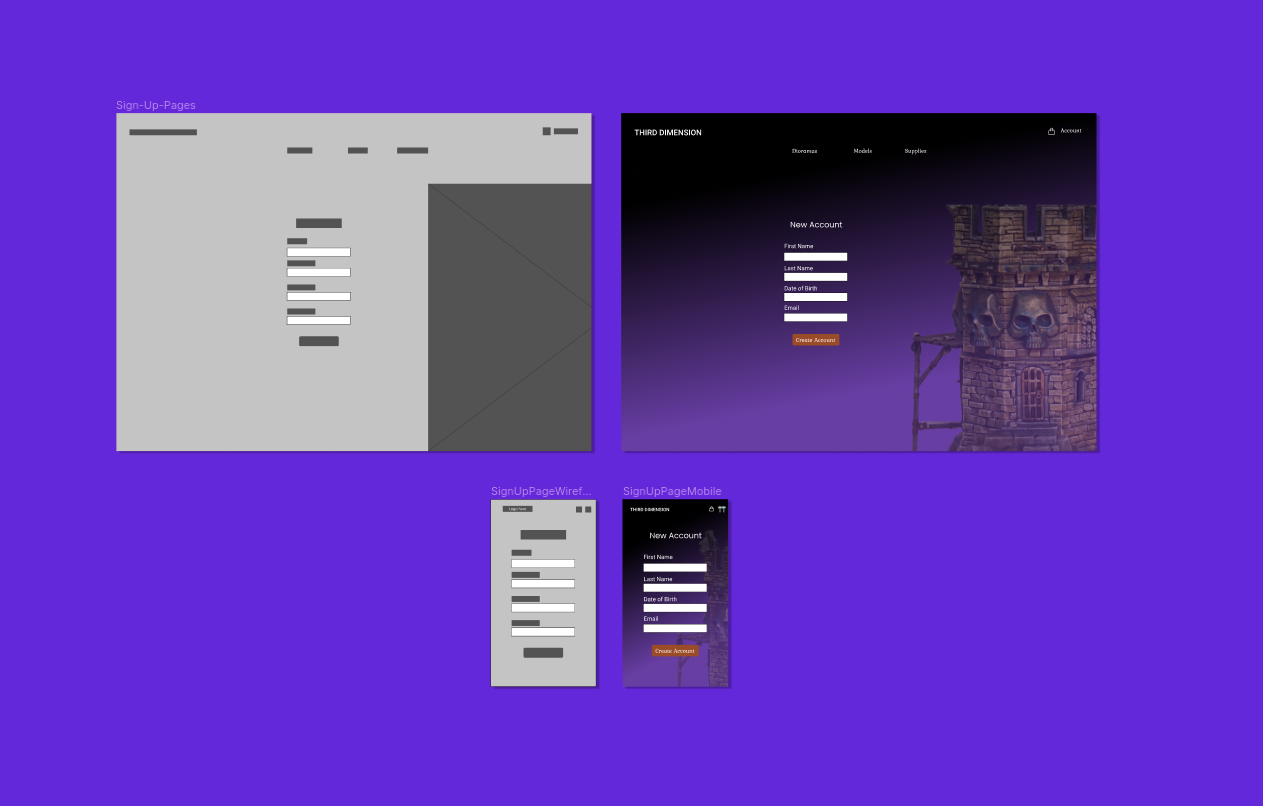 Sign-Up-Pages
THIRD DIMENSION
Account
Dioramas
Models
Supplies
New Account
First Name
Last Name
Date of Birth
Email
Create Account
SignUpPageWiref...
SignUpPageMobile
Logo here
THIRD DIMENSION
New Account
First Name
Last Name
Date of Birth
Email
Create Account